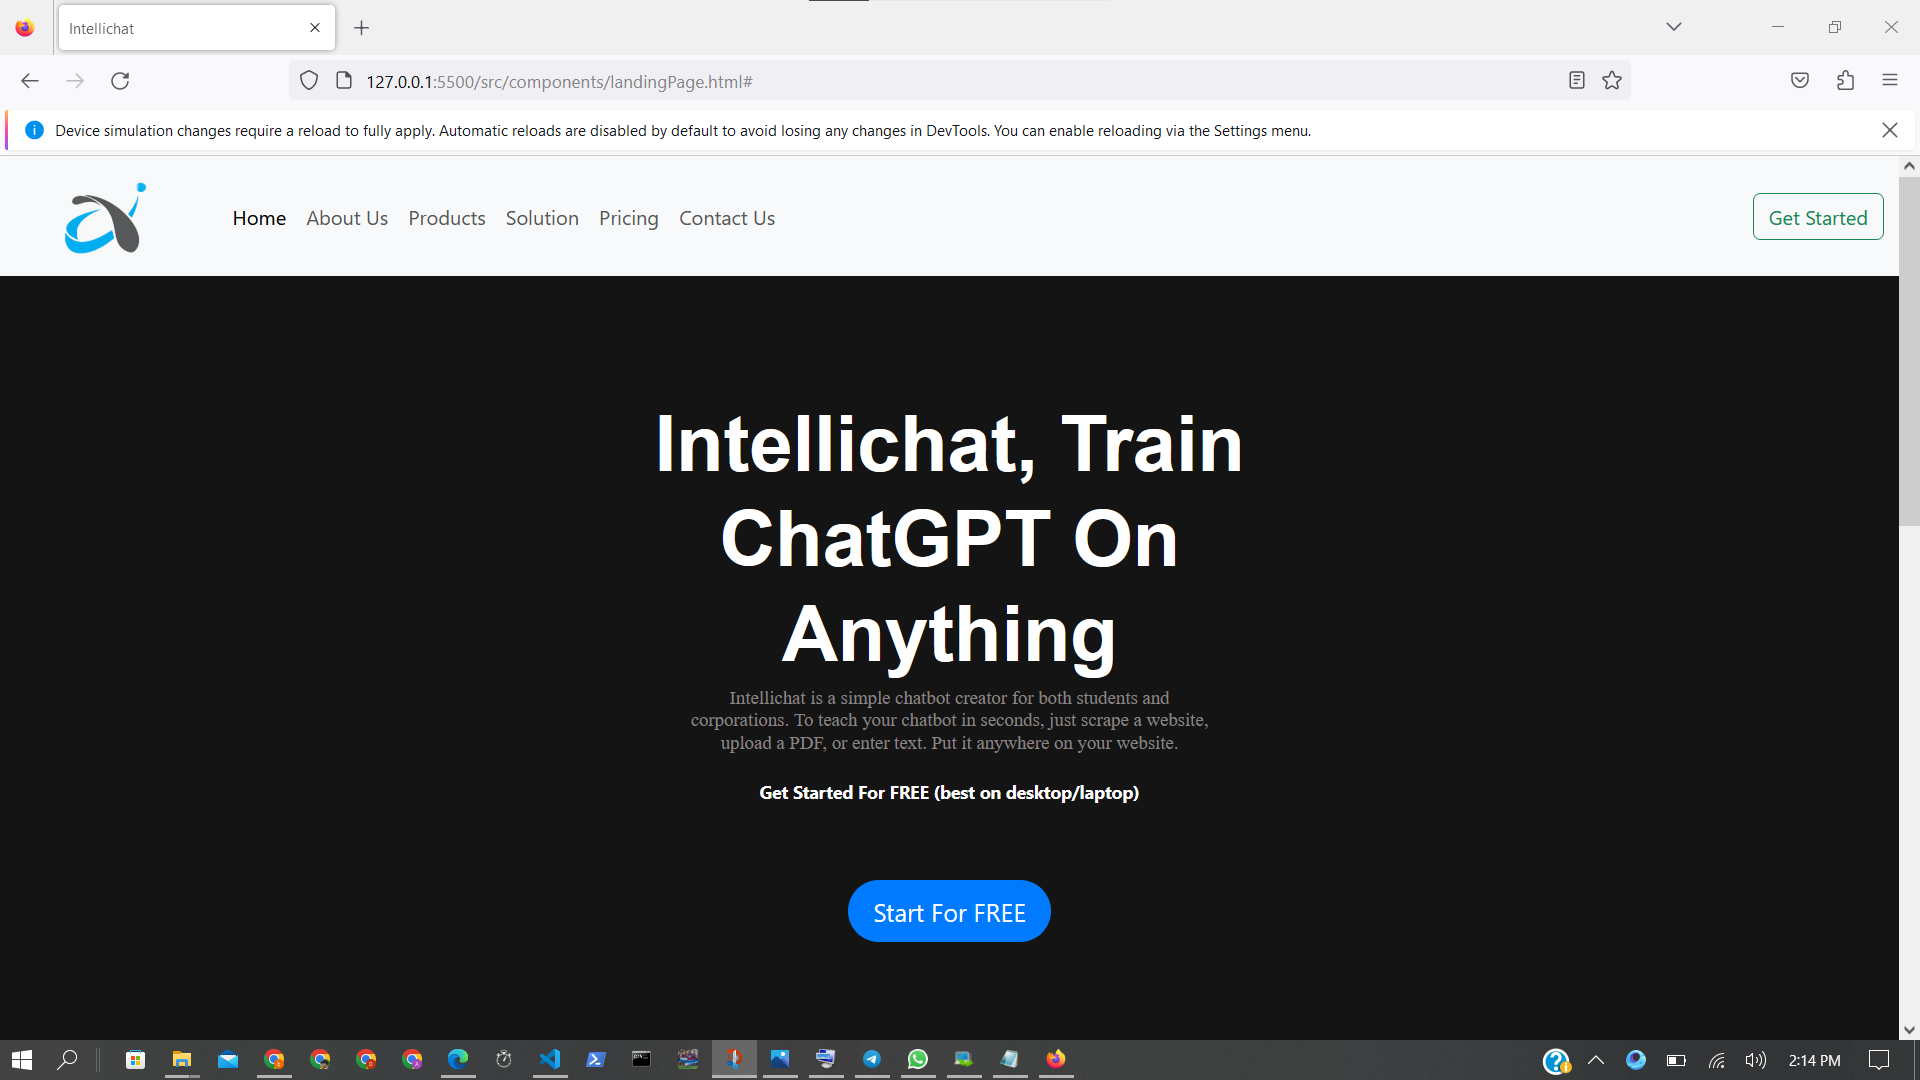 Intellichat
127.0.0.1:5500/src/components/landingPage.html#
Device simulation changes require a reload to fully apply. Automatic reloads are disabled by default to avoid losing any changes in DevTools. You can enable reloading via the Settings menu.
Home About Us Products Solution Pricing Contact Us Get Started
Intellichat, Train
ChatGPT On
Anything
Intellichat is a simple chatbot creator for both students and
corporations. To teach your chatbot in seconds, just scrape a website,
upload a PDF, or enter text. Put it anywhere on your website.
Get Started For FREE (best on desktop/laptop)
Start For FREE
2:14 PM